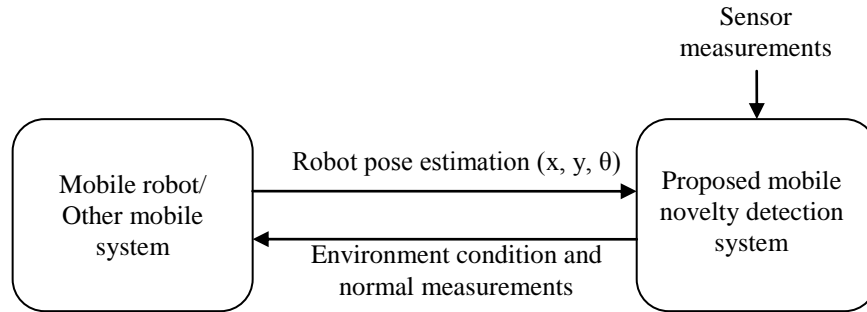 Sensor
measurements
Mobile robot/
Other mobile
system
Robot pose estimation (x, y, θ)
Environment condition and
normal measurements
Proposed mobile
novelty detection
system